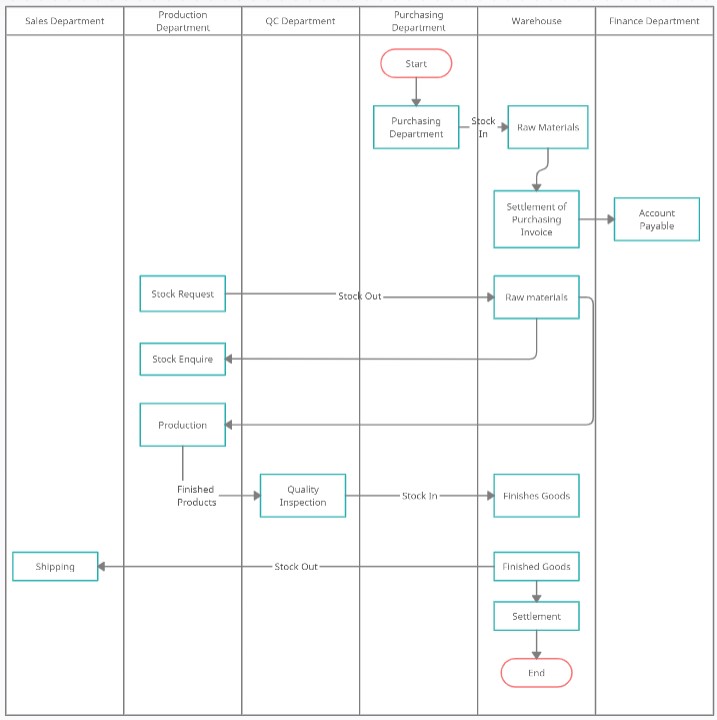 Sales Department
Production
Department
QC Department
Purchasing
Department
Warehouse
Finance Department
Start
Purchasing
Department
Stock
In
Raw Materials
Settlement of
Purchasing
Invoice
Account
Payable
Stock Request
Stock Out
Raw materials
Stock Enquire
Production
Finished
Products
Quality
Inspection
Stock In
Finishes Goods
Shipping
Stock Out
Finished Goods
Settlement
End